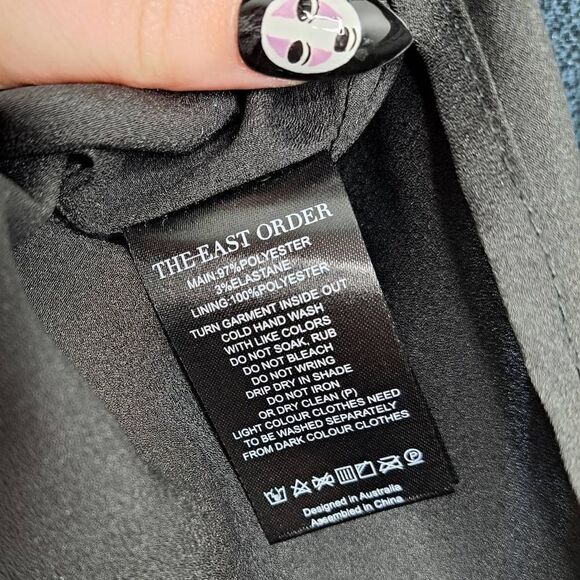 THE-EAST ORDER
MAIN:97%POLYESTER
3%ELASTANE
LINING:100%POLYESTER
TURN GARMENT INSIDE OUT
COLD HAND WASH
WITH LIKE COLORS
DO NOT SOAK, RUB
DO NOT BLEACH
DO NOT WRING
DRIP DRY IN SHADE
DO NOT IRON
OR DRY CLEAN (P)
LIGHT COLOUR CLOTHES NEED
TO BE WASHED SEPARATELY
FROM DARK COLOUR CLOTHES
Designed in Australia
Assembled in China